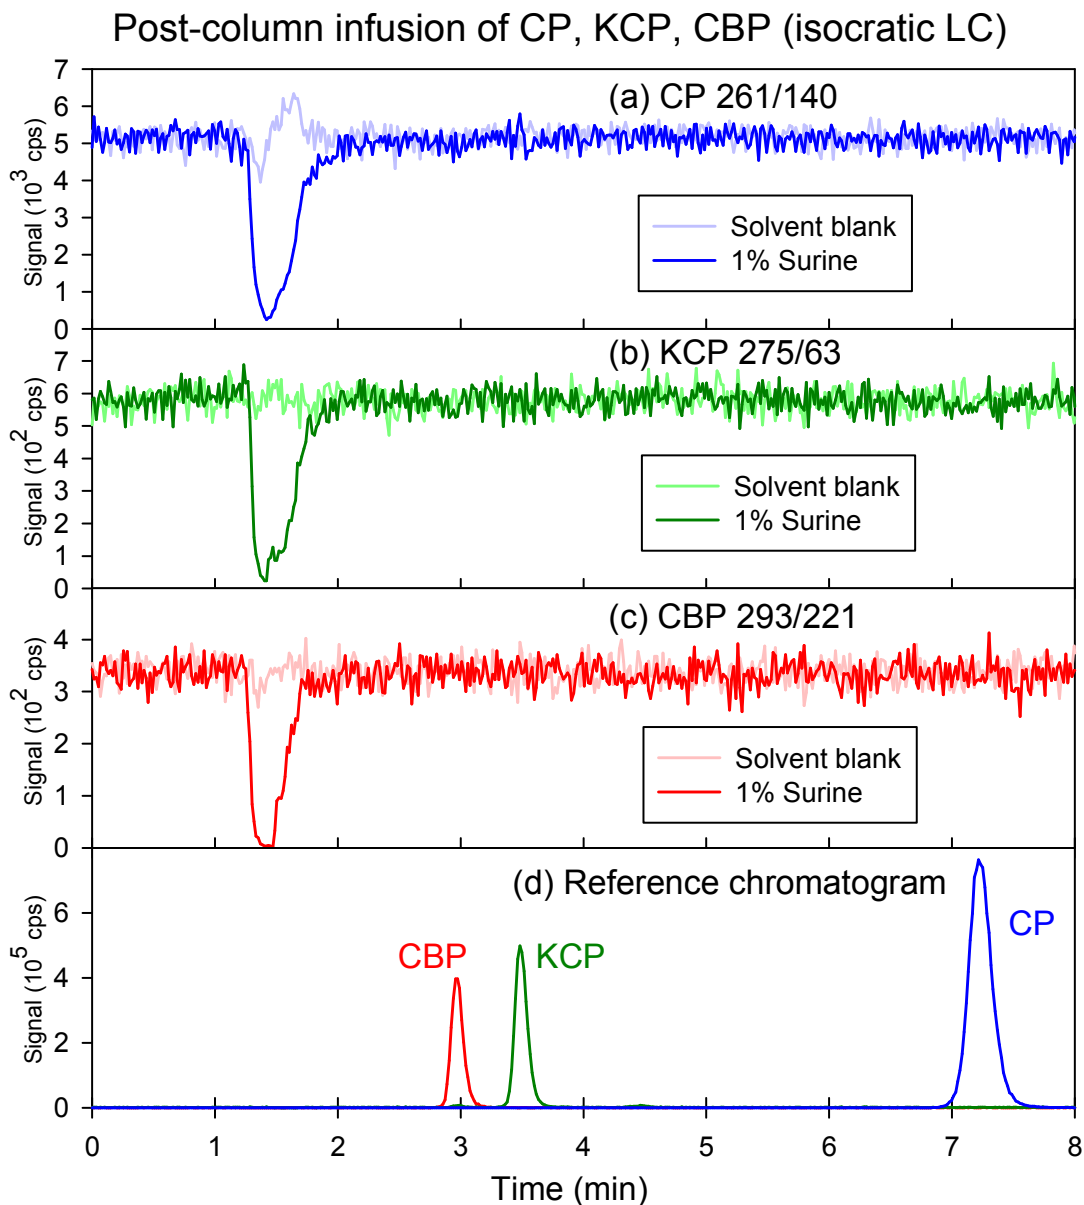 Post-column infusion of CP, KCP, CBP (isocratic LC)
7
6
5
4
3
2
1
0
Signal (10³ cps)
(a) CP 261/140
Solvent blank
1% Surine
7
6
5
4
3
2
1
0
Signal (10² cps)
(b) KCP 275/63
Solvent blank
1% Surine
4
3
2
1
0
Signal (10² cps)
(c) CBP 293/221
Solvent blank
1% Surine
6
4
2
0
Signal (10⁵ cps)
(d) Reference chromatogram
CBP
KCP
CP
0 1 2 3 4 5 6 7 8
Time (min)